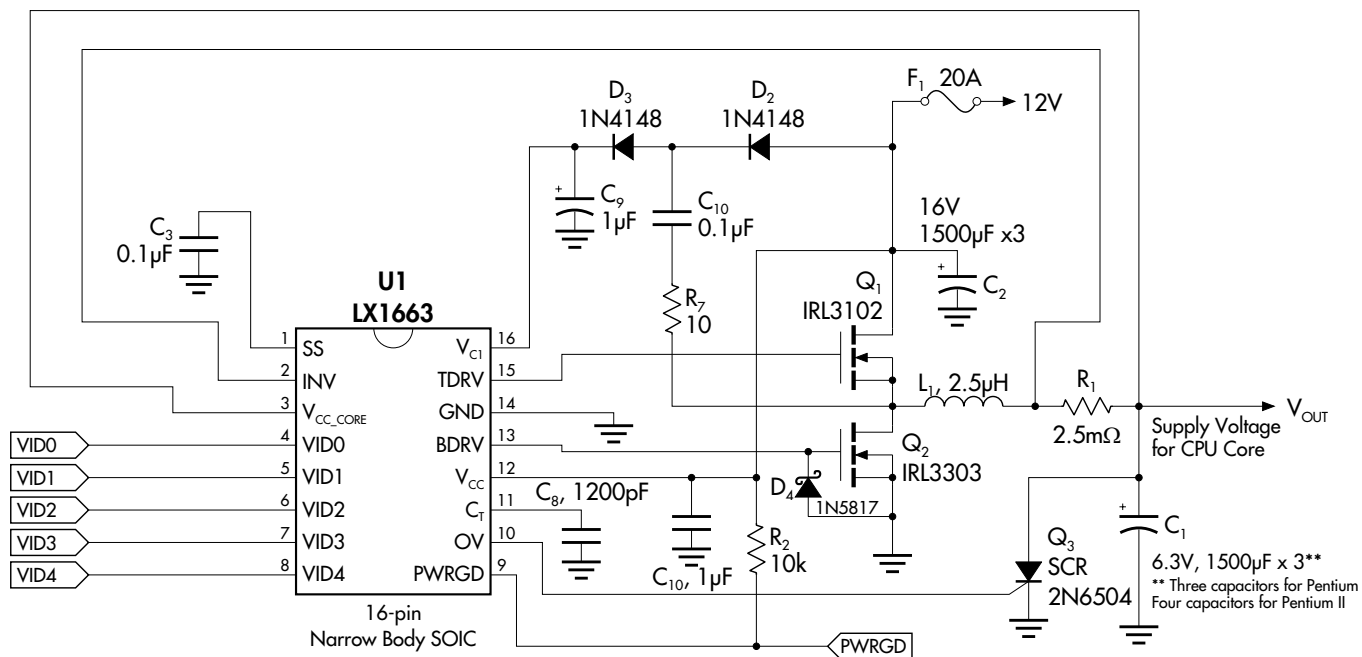 F1 20A
12V
D3
1N4148
D2
1N4148
+
C9
1µF
C10
0.1µF
16V
1500µF x3
+
C2
C3
0.1µF
U1
LX1663
R7
10
Q1
IRL3102
1 SS
2 INV
3 VCC_CORE
4 VID0
5 VID1
6 VID2
7 VID3
8 VID4
VC1 16
TDRV 15
GND 14
BDRV 13
VCC 12
CT 11
OV 10
PWRGD 9
VID0
VID1
VID2
VID3
VID4
16-pin
Narrow Body SOIC
L1, 2.5µH
R1
2.5mΩ
VOUT
Supply Voltage
for CPU Core
Q2
IRL3303
D4
1N5817
C8, 1200pF
C10, 1µF
R2
10k
Q3
SCR
2N6504
+
C1
6.3V, 1500µF x 3**
** Three capacitors for Pentium
Four capacitors for Pentium II
PWRGD